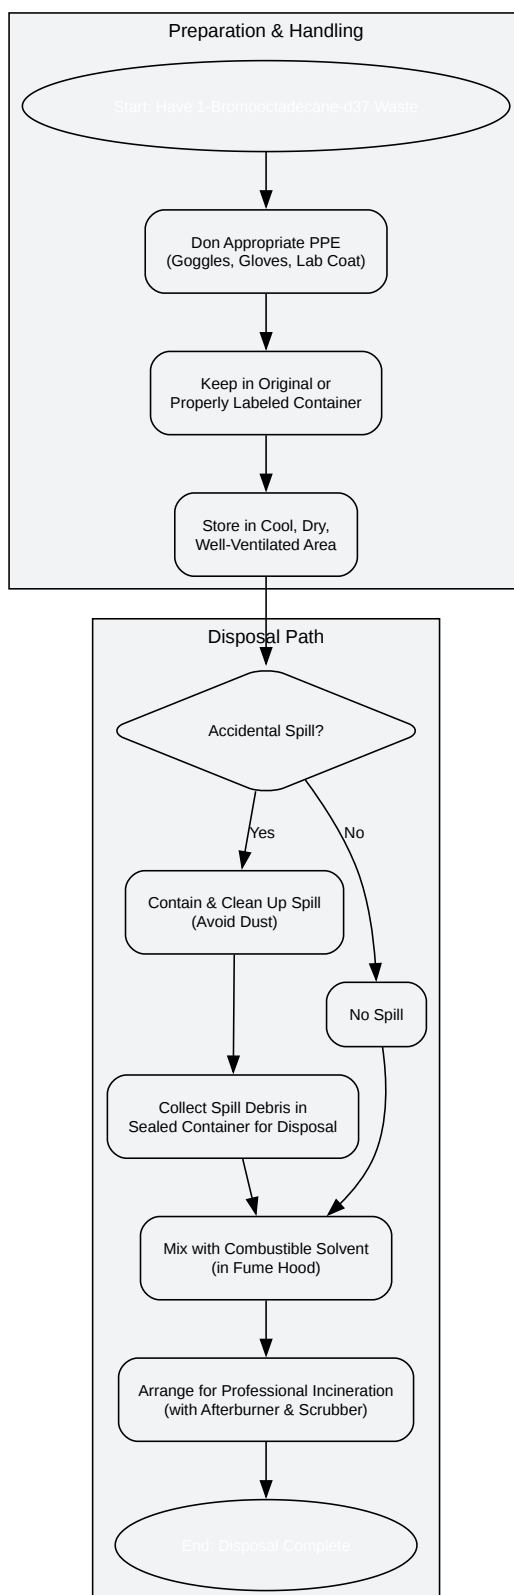 Preparation & Handling
Start: Have 1-Bromooctadecane-d37 Waste
Don Appropriate PPE
(Goggles, Gloves, Lab Coat)
Keep in Original or
Properly Labeled Container
Store in Cool, Dry,
Well-Ventilated Area
Disposal Path
Accidental Spill?
Yes
No
Contain & Clean Up Spill
(Avoid Dust)
No Spill
Collect Spill Debris in
Sealed Container for Disposal
Mix with Combustible Solvent
(in Fume Hood)
Arrange for Professional Incineration
(with Afterburner & Scrubber)
End: Disposal Complete